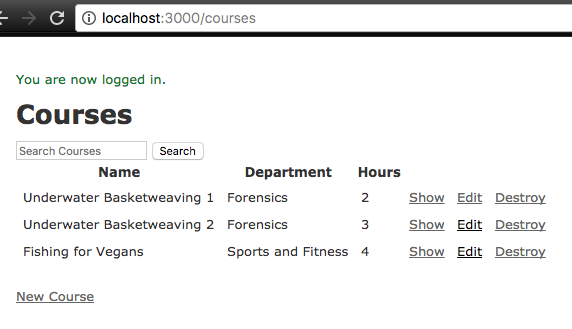 localhost:3000/courses
You are now logged in.
Courses
Search Courses Search
Name Department Hours
Underwater Basketweaving 1 Forensics 2 Show Edit Destroy
Underwater Basketweaving 2 Forensics 3 Show Edit Destroy
Fishing for Vegans Sports and Fitness 4 Show Edit Destroy
New Course